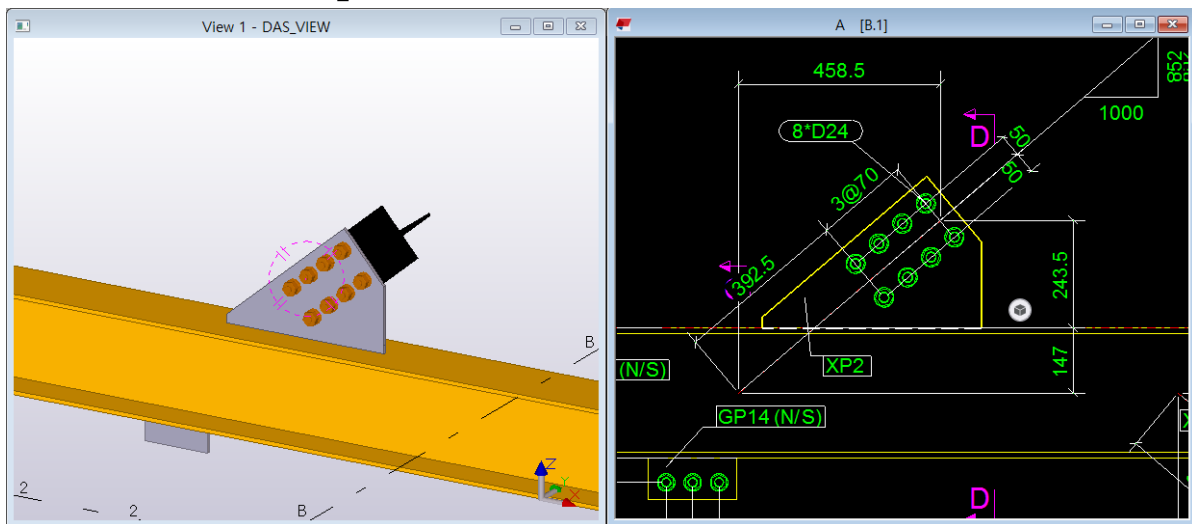 View 1 - DAS_VIEW
B
2
2
B
Z
Y
X
A [B.1]
458.5
852
1000
8*D24
D
50
50
3@70
392.5
243.5
XP2
147
(N/S)
GP14 (N/S)
D